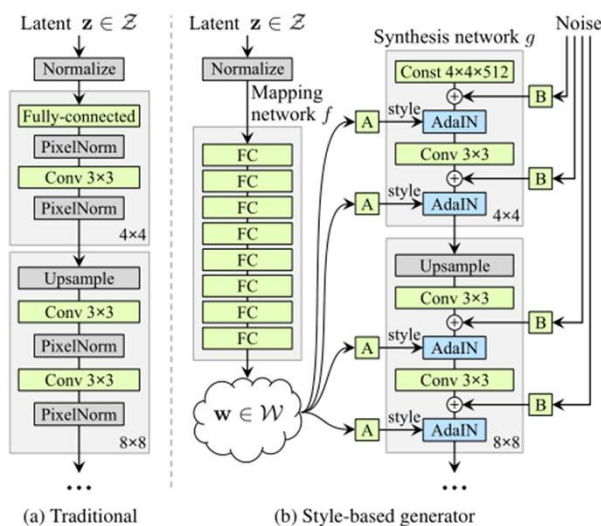 Latent z ∈ Z
Normalize
Fully-connected
PixelNorm
Conv 3×3
PixelNorm
4×4
Upsample
Conv 3×3
PixelNorm
Conv 3×3
PixelNorm
8×8
...
(a) Traditional
Latent z ∈ Z
Normalize
Mapping
network f
FC
FC
FC
FC
FC
FC
FC
FC
w ∈ W
Synthesis network g
Noise
Const 4×4×512
B
A
style
AdaIN
Conv 3×3
B
A
style
AdaIN
4×4
Upsample
Conv 3×3
B
A
style
AdaIN
Conv 3×3
B
A
style
AdaIN
8×8
...
(b) Style-based generator